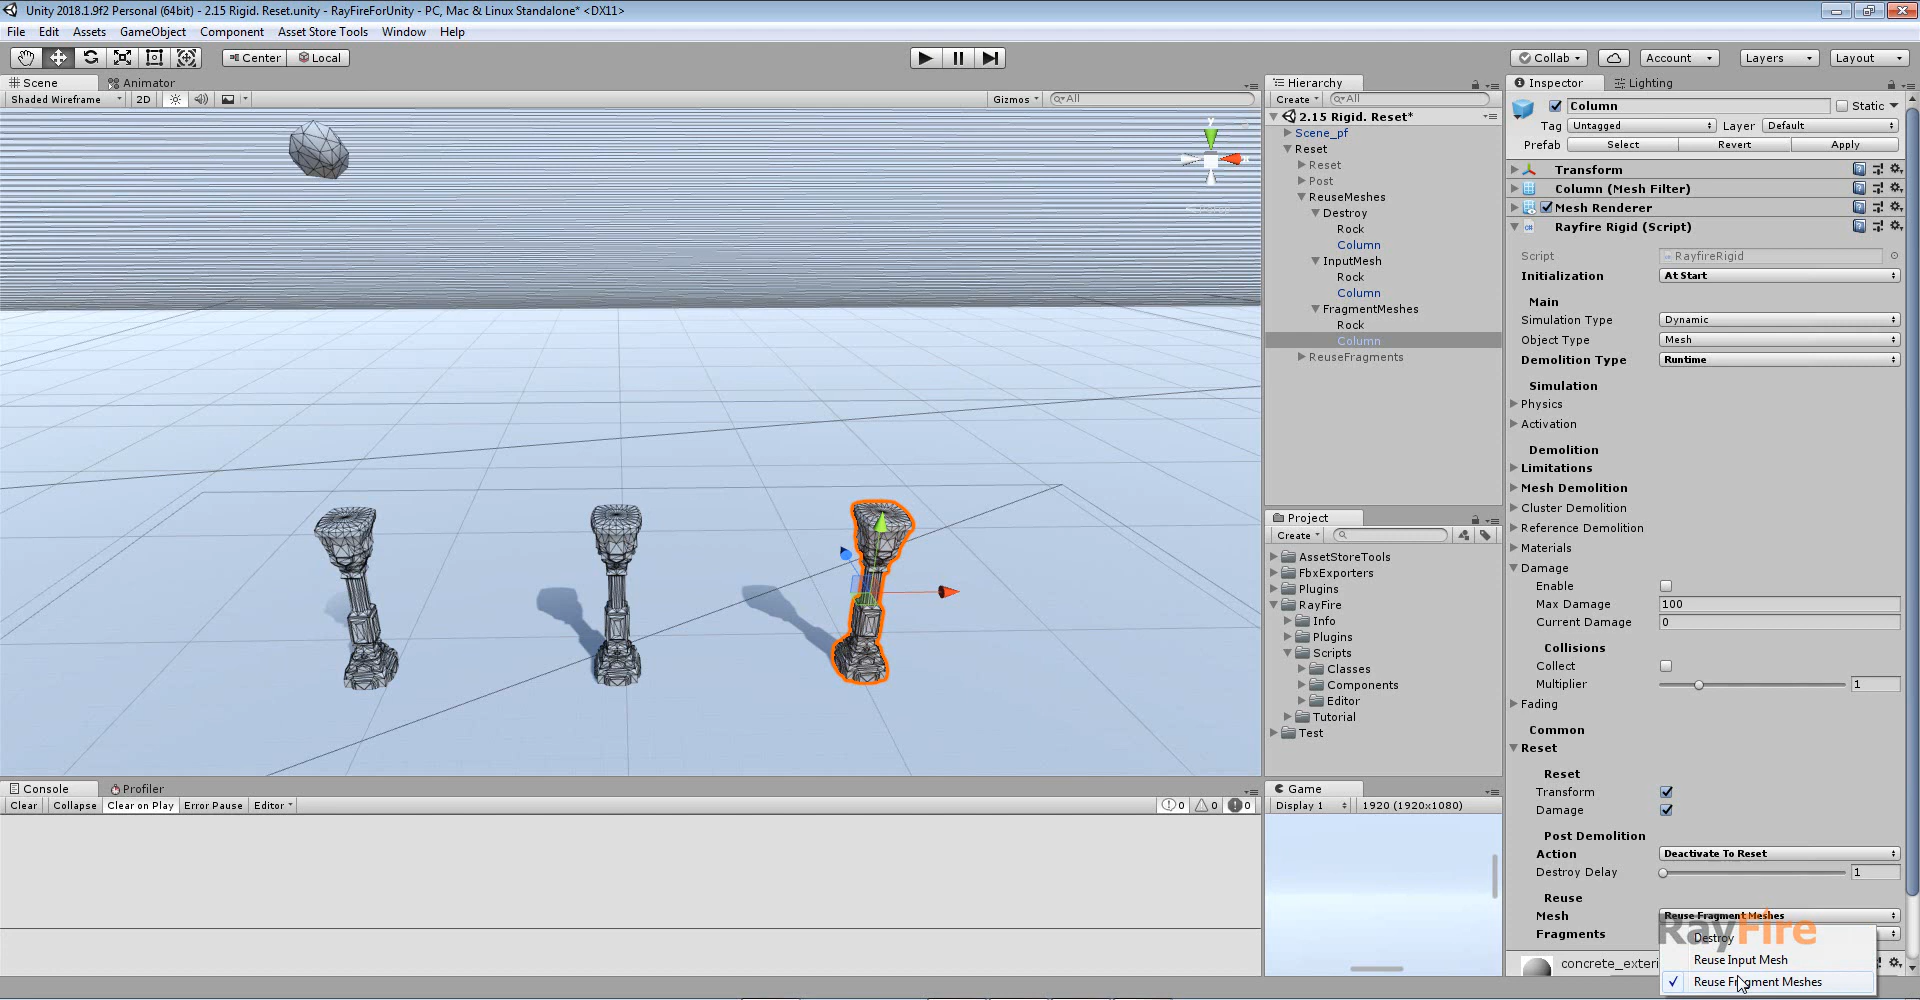 Unity 2018.1.9f2 Personal (64bit) - 2.15 Rigid. Reset.unity - RayFireForUnity - PC, Mac & Linux Standalone* <DX11>
File Edit Assets GameObject Component Asset Store Tools Window Help
Center Local Collab Account Layers Layout
Scene Animator
Shaded Wireframe 2D Gizmos All
Y
Console Profiler
Clear Collapse Clear on Play Error Pause Editor 0 0 0
Hierarchy
Create All
2.15 Rigid. Reset*
Scene_pf
Reset
Reset
Post
ReuseMeshes
Destroy
Rock
Column
InputMesh
Rock
Column
FragmentMeshes
Rock
Column
ReuseFragments
Project
Create
AssetStoreTools
FbxExporters
Plugins
RayFire
Info
Plugins
Scripts
Classes
Components
Editor
Tutorial
Test
Game
Display 1 1920 (1920x1080)
Inspector Lighting
Column Static
Tag Untagged Layer Default
Prefab Select Revert Apply
Transform
Column (Mesh Filter)
Mesh Renderer
Rayfire Rigid (Script)
Script RayfireRigid
Initialization At Start
Main
Simulation Type Dynamic
Object Type Mesh
Demolition Type Runtime
Simulation
Physics
Activation
Demolition
Limitations
Mesh Demolition
Cluster Demolition
Reference Demolition
Materials
Damage
Enable
Max Damage 100
Current Damage 0
Collisions
Collect
Multiplier 1
Fading
Common
Reset
Reset
Transform
Damage
Post Demolition
Action Deactivate To Reset
Destroy Delay 1
Reuse
Mesh Reuse Fragment Meshes
Fragments
RayFire
Destroy
concrete_exteri
Reuse Input Mesh
Reuse Fragment Meshes